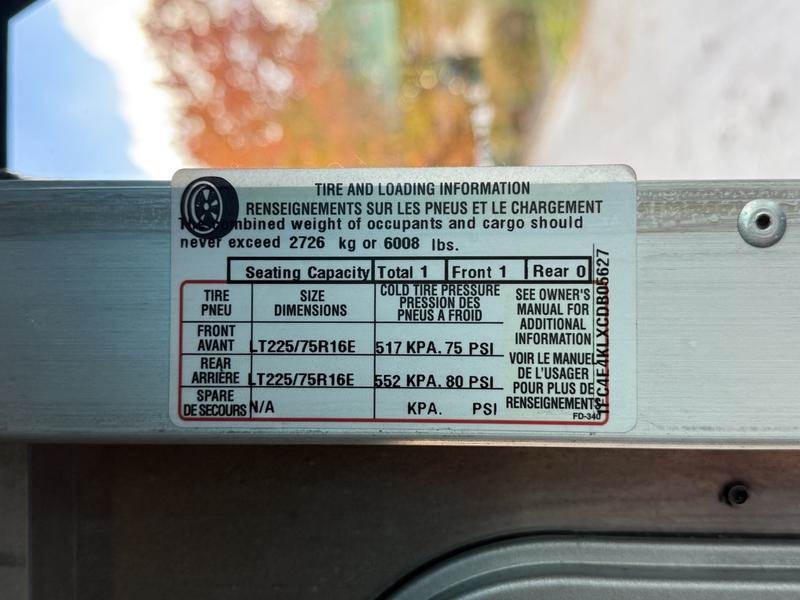 TIRE AND LOADING INFORMATION
RENSEIGNEMENTS SUR LES PNEUS ET LE CHARGEMENT
The combined weight of occupants and cargo should
never exceed 2726 kg or 6008 lbs.
Seating Capacity Total 1 Front 1 Rear 0
TIRE
PNEU
SIZE
DIMENSIONS
COLD TIRE PRESSURE
PRESSION DES
PNEUS A FROID
FRONT
AVANT
LT225/75R16E
517 KPA. 75 PSI
REAR
ARRIÈRE
LT225/75R16E
552 KPA. 80 PSI
SPARE
DE SECOURS
N/A
KPA. PSI
SEE OWNER'S
MANUAL FOR
ADDITIONAL
INFORMATION
VOIR LE MANUEL
DE L'USAGER
POUR PLUS DE
RENSEIGNEMENTS
FD-340